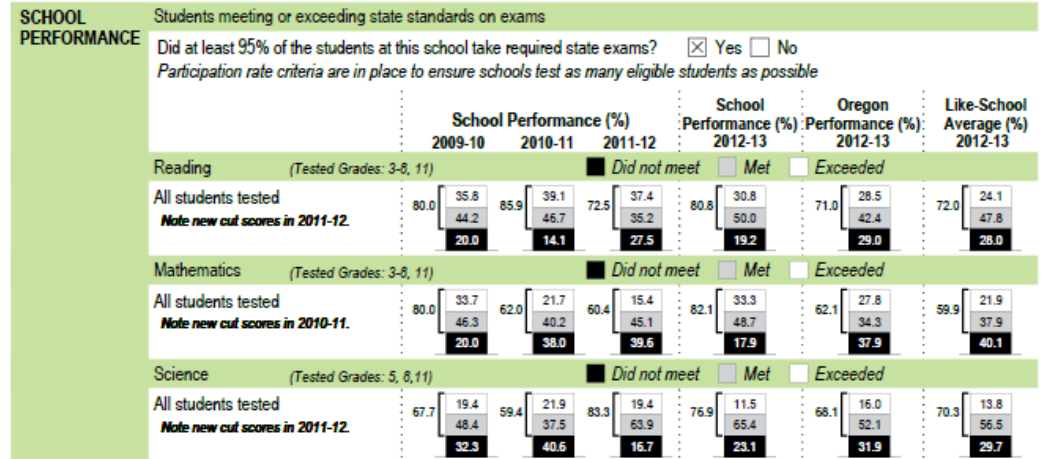 SCHOOL PERFORMANCE
Students meeting or exceeding state standards on exams
Did at least 95% of the students at this school take required state exams? ☒ Yes ☐ No
Participation rate criteria are in place to ensure schools test as many eligible students as possible
School Performance (%)
2009-10 2010-11 2011-12
School Performance (%) 2012-13
Oregon Performance (%) 2012-13
Like-School Average (%) 2012-13
Reading (Tested Grades: 3-8, 11) Did not meet Met Exceeded
All students tested
Note new cut scores in 2011-12.
35.8 39.1 37.4 30.8 28.5 24.1
80.0 85.9 72.5 80.8 71.0 72.0
44.2 46.7 35.2 50.0 42.4 47.8
20.0 14.1 27.5 19.2 29.0 28.0
Mathematics (Tested Grades: 3-8, 11) Did not meet Met Exceeded
All students tested
Note new cut scores in 2010-11.
33.7 21.7 15.4 33.3 27.8 21.9
80.0 62.0 60.4 82.1 62.1 59.9
46.3 40.2 45.1 48.7 34.3 37.9
20.0 38.0 39.6 17.9 37.9 40.1
Science (Tested Grades: 5, 8,11) Did not meet Met Exceeded
All students tested
Note new cut scores in 2011-12.
19.4 21.9 19.4 11.5 16.0 13.8
67.7 59.4 83.3 76.9 68.1 70.3
48.4 37.5 63.9 65.4 52.1 56.5
32.3 40.6 16.7 23.1 31.9 29.7